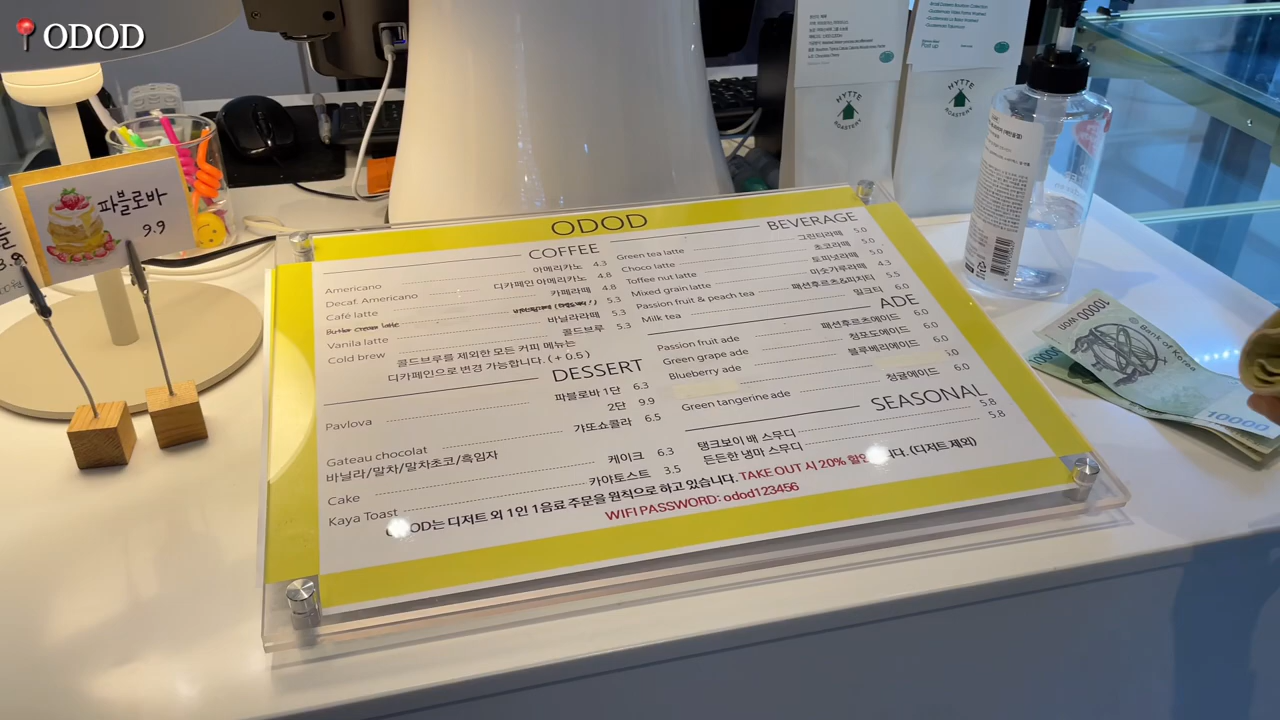 📍ODOD
파블로바
9.9
ODOD
COFFEE
Americano 아메리카노 4.3
Decaf. Americano 디카페인 아메리카노 4.8
Café latte 카페라떼 4.8
Butter cream latte 5.3
Vanila latte 바닐라라떼 5.3
Cold brew 콜드브루 5.3
콜드브루를 제외한 모든 커피 메뉴는
디카페인으로 변경 가능합니다. (+ 0.5)
DESSERT
Pavlova 파블로바 1단 6.3
2단 9.9
Gateau chocolat 갸또쇼콜라 6.5
바닐라/말차/말차초코/흑임자
Cake 케이크 6.3
Kaya Toast 카야토스트 3.5
BEVERAGE
Green tea latte 그린티라떼 5.0
Choco latte 초코라떼 5.0
Toffee nut latte 토피넛라떼 5.0
Mixed grain latte 미숫가루라떼 4.3
Passion fruit & peach tea 패션후르츠&피치티 5.5
Milk tea 밀크티 6.0
ADE
Passion fruit ade 패션후르츠에이드 6.0
Green grape ade 청포도에이드 6.0
Blueberry ade 블루베리에이드 6.0
Green tangerine ade 청귤에이드 6.0
SEASONAL
탱크보이 배 스무디 5.8
든든한 냉마 스무디 5.8
ODOD는 디저트 외 1인 1음료 주문을 원칙으로 하고 있습니다. TAKE OUT 시 20% 할인 니다. (디저트 제외)
WIFI PASSWORD: odod123456
HYTTE
ROASTERY
HYTTE
ROASTERY
10000
won
Bank of Korea
10000